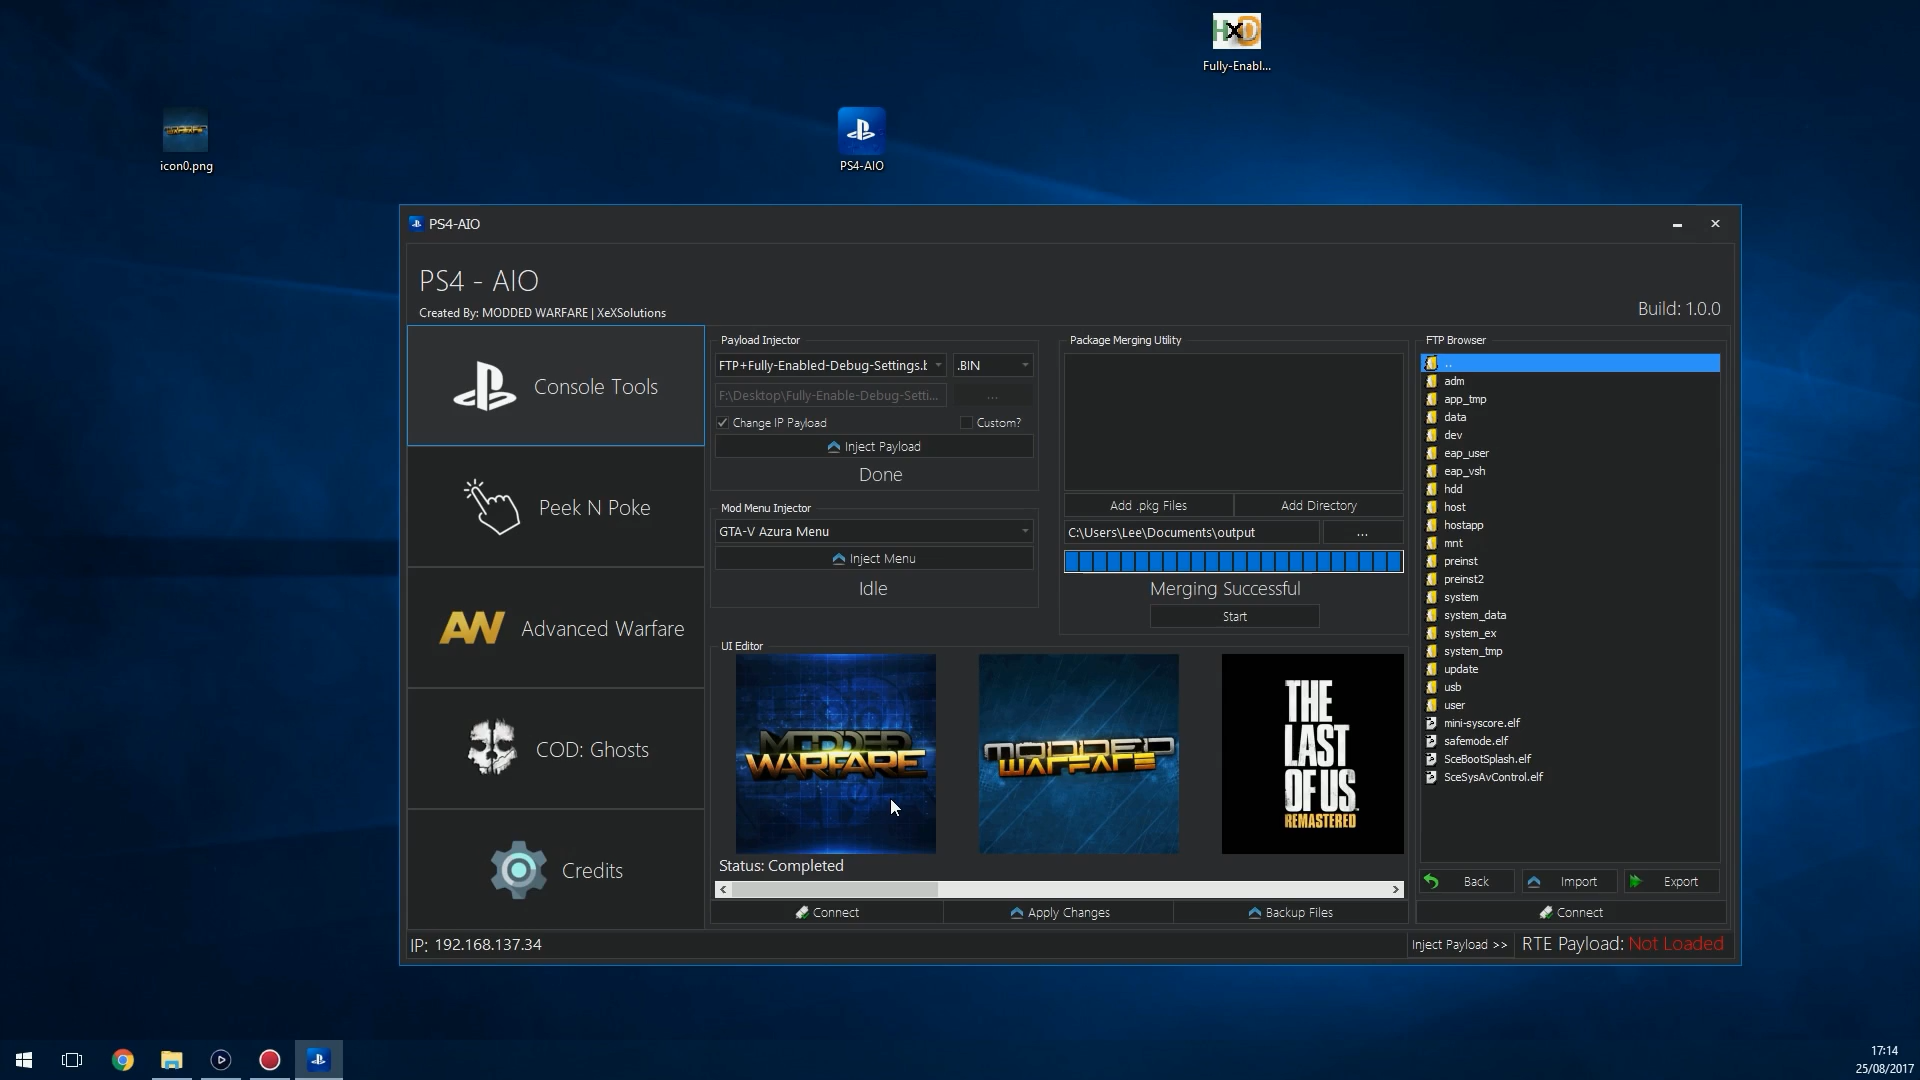 HxD
Fully-Enabl...
WARFARE
icon0.png
PS4-AIO
PS4-AIO
PS4 - AIO
Created By: MODDED WARFARE | XeXSolutions
Build: 1.0.0
Console Tools
Peek N Poke
AW
Advanced Warfare
COD: Ghosts
Credits
Payload Injector
FTP+Fully-Enabled-Debug-Settings.b
.BIN
F:\Desktop\Fully-Enable-Debug-Setti...
...
Change IP Payload
Custom?
Inject Payload
Done
Mod Menu Injector
GTA-V Azura Menu
Inject Menu
Idle
Package Merging Utility
Add .pkg Files
Add Directory
C:\Users\Lee\Documents\output
...
Merging Successful
Start
UI Editor
MODDED
WARFARE
MODDED
WARFARE
THE
LAST
OF US
REMASTERED
Status: Completed
Connect
Apply Changes
Backup Files
FTP Browser
..
adm
app_tmp
data
dev
eap_user
eap_vsh
hdd
host
hostapp
mnt
preinst
preinst2
system
system_data
system_ex
system_tmp
update
usb
user
mini-syscore.elf
safemode.elf
SceBootSplash.elf
SceSysAvControl.elf
Back
Import
Export
Connect
IP: 192.168.137.34
Inject Payload >>
RTE Payload: Not Loaded
17:14
25/08/2017